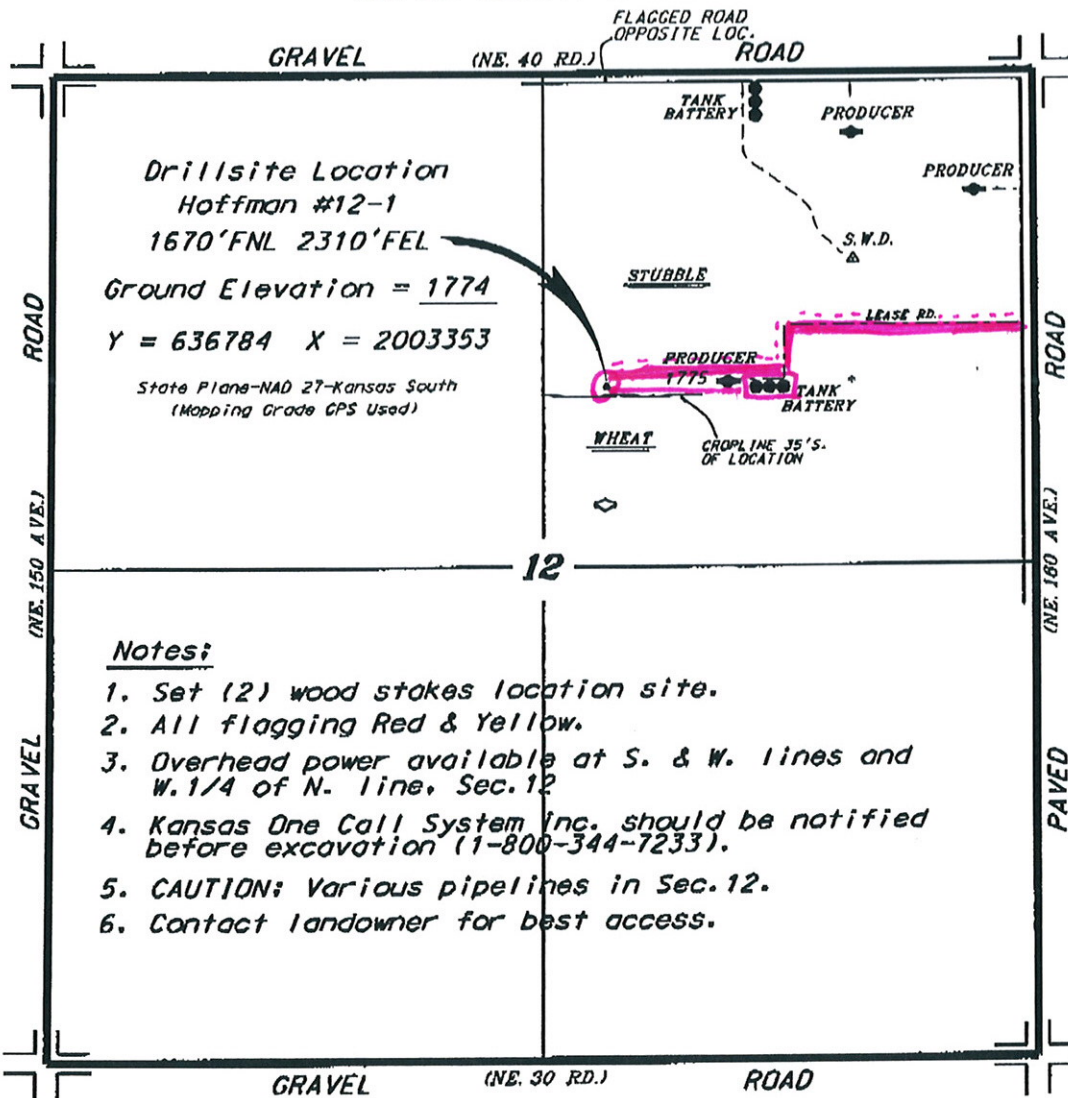 FLAGGED ROAD
OPPOSITE LOC.
GRAVEL (NE. 40 RD.) ROAD
TANK
BATTERY
PRODUCER
PRODUCER
Drillsite Location
Hoffman #12-1
1670'FNL 2310'FEL
S.W.D.
STUBBLE
Ground Elevation = 1774
LEASE RD.
Y = 636784 X = 2003353
PRODUCER
1775
TANK
BATTERY
State Plane-NAD 27-Kansas South
(Mapping Grade GPS Used)
WHEAT
CROPLINE 35'S.
OF LOCATION
ROAD
(NE. 150 AVE.)
GRAVEL
ROAD
(NE. 160 AVE.)
PAVED
12
Notes:
1. Set (2) wood stakes location site.
2. All flagging Red & Yellow.
3. Overhead power available at S. & W. lines and
W.1/4 of N. line, Sec.12
4. Kansas One Call System Inc. should be notified
before excavation (1-800-344-7233).
5. CAUTION: Various pipelines in Sec.12.
6. Contact landowner for best access.
GRAVEL (NE. 30 RD.) ROAD